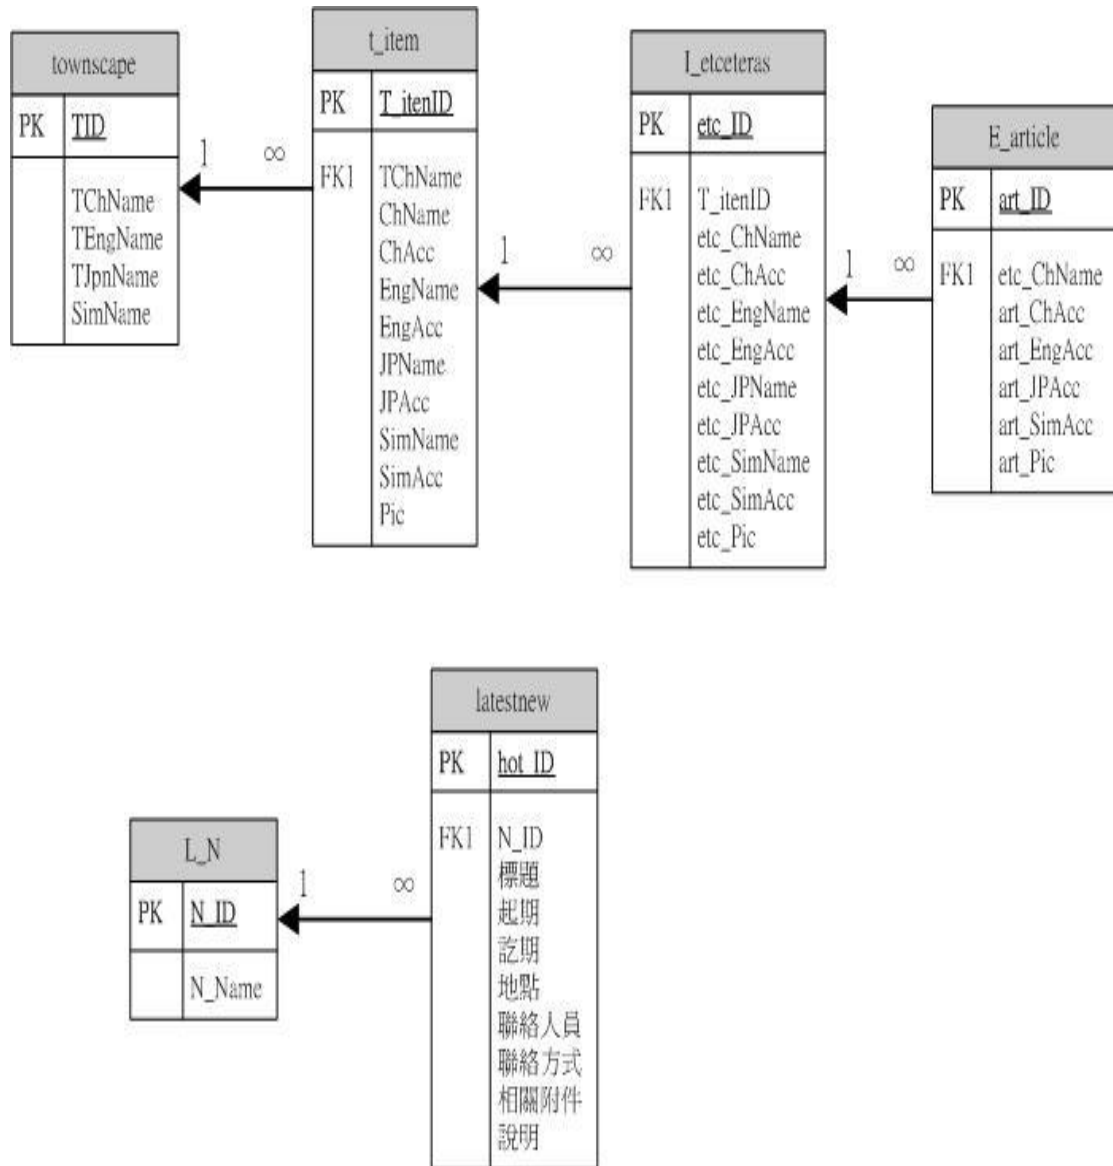 townscape
PK TID
TChName
TEngName
TJpnName
SimName
1 ∞
t_item
PK T_itenID
FK1 TChName
ChName
ChAcc
EngName
EngAcc
JPName
JPAcc
SimName
SimAcc
Pic
1 ∞
I_etceteras
PK etc_ID
FK1 T_itenID
etc_ChName
etc_ChAcc
etc_EngName
etc_EngAcc
etc_JPName
etc_JPAcc
etc_SimName
etc_SimAcc
etc_Pic
1 ∞
E_article
PK art_ID
FK1 etc_ChName
art_ChAcc
art_EngAcc
art_JPAcc
art_SimAcc
art_Pic
L_N
PK N_ID
N_Name
1 ∞
latestnew
PK hot_ID
FK1 N_ID
標題
起期
訖期
地點
聯絡人員
聯絡方式
相關附件
說明